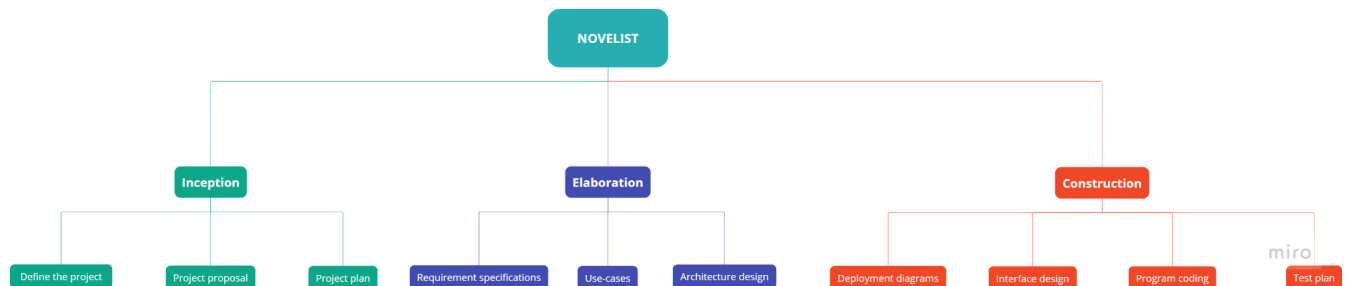 NOVELIST
Inception
Elaboration
Construction
miro
Define the project
Project proposal
Project plan
Requirement specifications
Use-cases
Architecture design
Deployment diagrams
Interface design
Program coding
Test plan